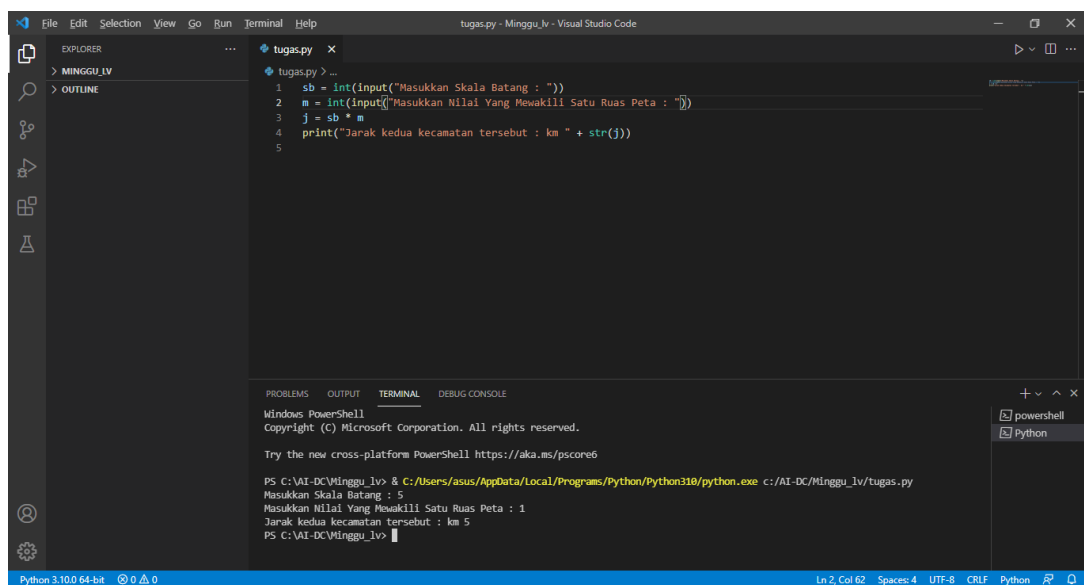 File Edit Selection View Go Run Terminal Help tugas.py - Minggu_lv - Visual Studio Code
EXPLORER ...
> MINGGU_LV
> OUTLINE
tugas.py ×
tugas.py > ...
1 sb = int(input("Masukkan Skala Batang : "))
2 m = int(input("Masukkan Nilai Yang Mewakili Satu Ruas Peta : "))
3 j = sb * m
4 print("Jarak kedua kecamatan tersebut : km " + str(j))
5
PROBLEMS OUTPUT TERMINAL DEBUG CONSOLE
Windows PowerShell
Copyright (C) Microsoft Corporation. All rights reserved.
Try the new cross-platform PowerShell https://aka.ms/pscore6
PS C:\AI-DC\Minggu_lv> & C:/Users/asus/AppData/Local/Programs/Python/Python310/python.exe c:/AI-DC/Minggu_lv/tugas.py
Masukkan Skala Batang : 5
Masukkan Nilai Yang Mewakili Satu Ruas Peta : 1
Jarak kedua kecamatan tersebut : km 5
PS C:\AI-DC\Minggu_lv>
powershell
Python
Python 3.10.0 64-bit 0 0 Ln 2, Col 62 Spaces: 4 UTF-8 CRLF Python